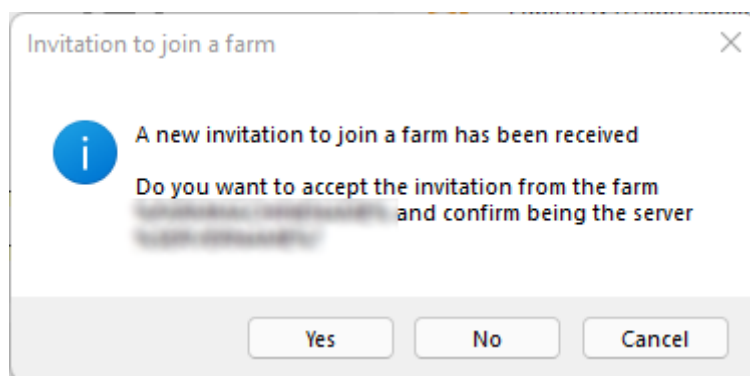 Invitation to join a farm
A new invitation to join a farm has been received
Do you want to accept the invitation from the farm
and confirm being the server
Yes
No
Cancel